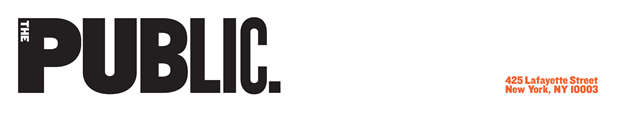 THE PUBLIC.
425 Lafayette Street
New York, NY 10003